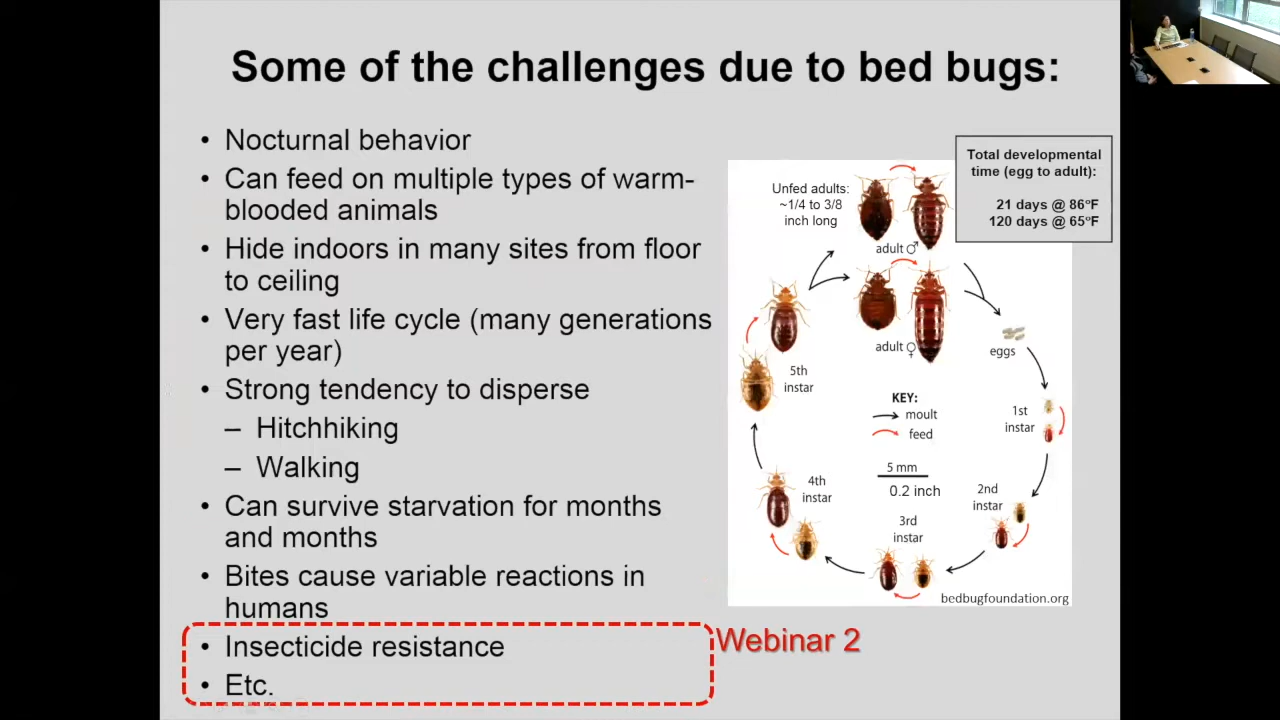 Some of the challenges due to bed bugs:
• Nocturnal behavior
• Can feed on multiple types of warm-
blooded animals
• Hide indoors in many sites from floor
to ceiling
• Very fast life cycle (many generations
per year)
• Strong tendency to disperse
– Hitchhiking
– Walking
• Can survive starvation for months
and months
• Bites cause variable reactions in
humans
• Insecticide resistance
• Etc.
Webinar 2
Total developmental
time (egg to adult):
21 days @ 86°F
120 days @ 65°F
Unfed adults:
~1/4 to 3/8
inch long
adult ♂
adult ♀
eggs
1st
instar
2nd
instar
3rd
instar
4th
instar
5th
instar
KEY:
moult
feed
5 mm
0.2 inch
bedbugfoundation.org